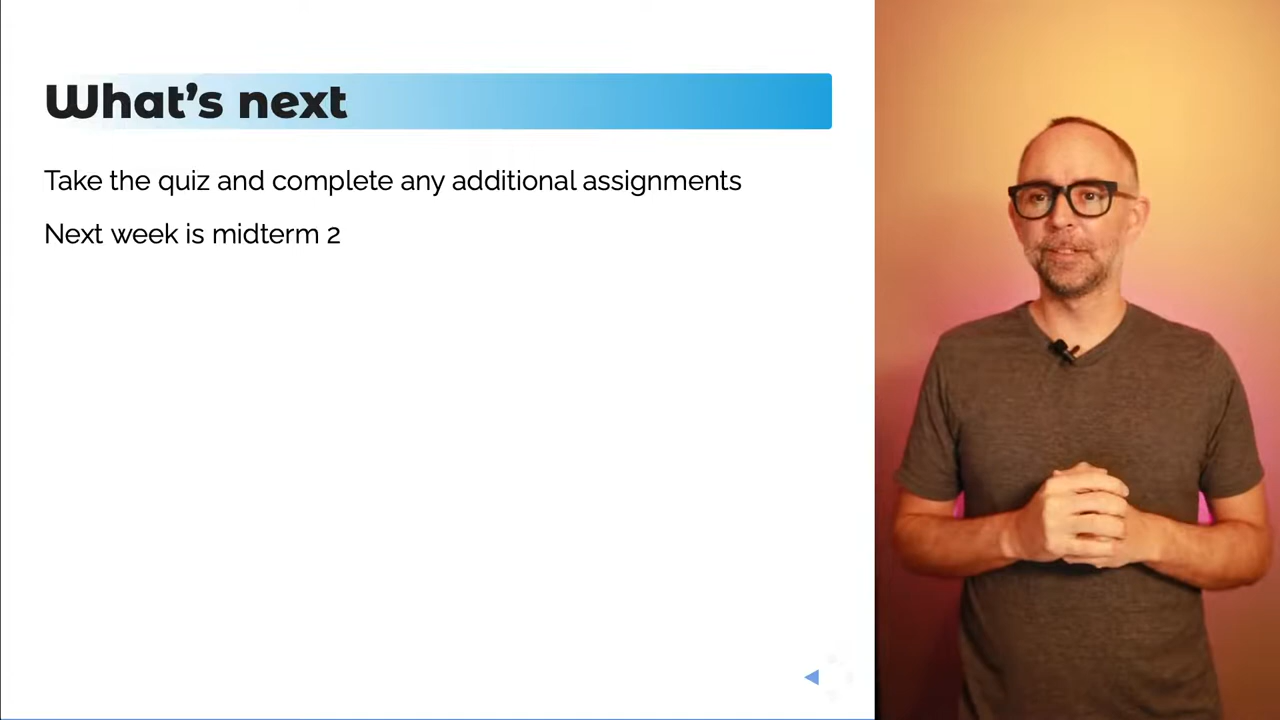 What’s next
Take the quiz and complete any additional assignments
Next week is midterm 2